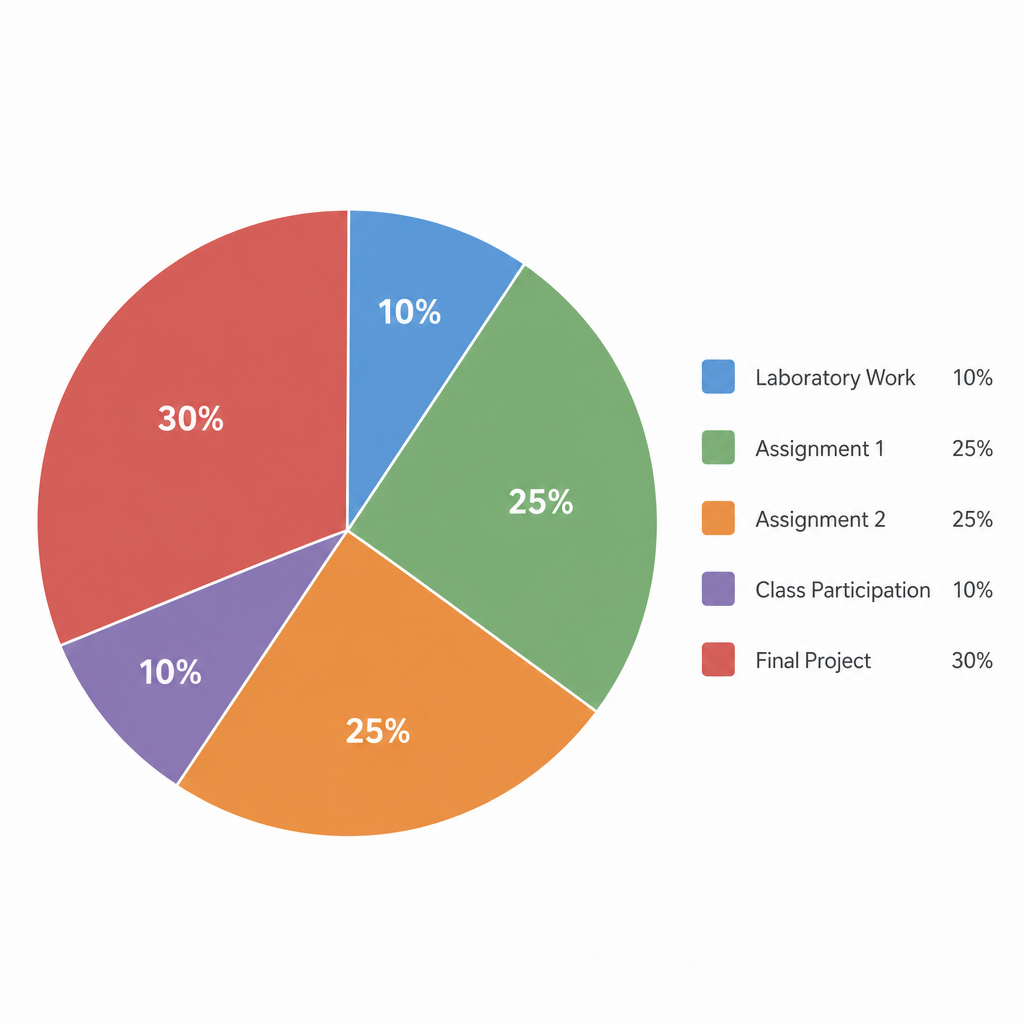 10%
25%
30%
10%
25%
Laboratory Work 10%
Assignment 1 25%
Assignment 2 25%
Class Participation 10%
Final Project 30%